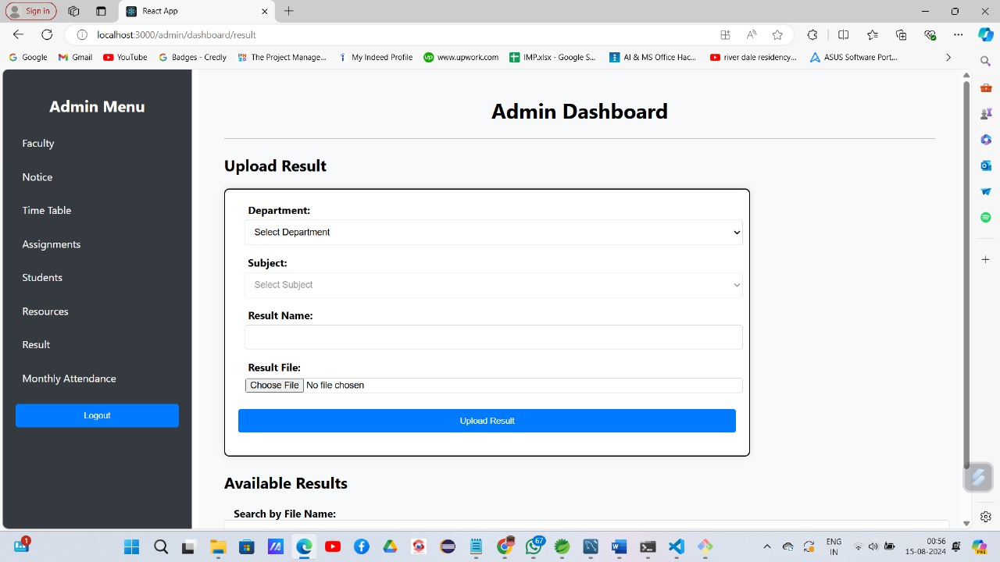 Sign in
React App
localhost:3000/admin/dashboard/result
Google Gmail YouTube Badges - Credly The Project Manage... My Indeed Profile www.upwork.com IMP.xlsx - Google S... AI & Ms Office Hac... river dale residency,... ASUS Software Port...
Admin Menu
Faculty
Notice
Time Table
Assignments
Students
Resources
Result
Monthly Attendance
Logout
Admin Dashboard
Upload Result
Department:
Select Department
Subject:
Select Subject
Result Name:
Result File:
Choose File No file chosen
Upload Result
Available Results
Search by File Name:
1
67
ENG
IN
00:56
15-08-2024
PRE